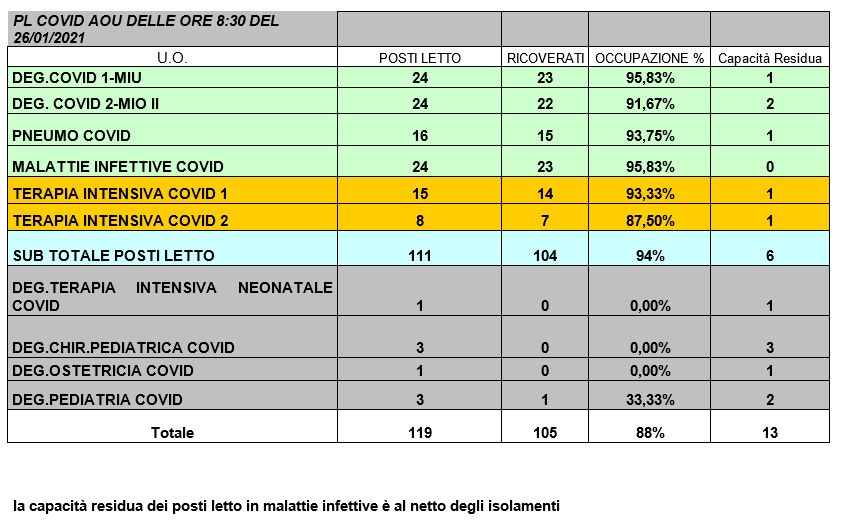 PL COVID AOU DELLE ORE 8:30 DEL
26/01/2021
U.O. POSTI LETTO RICOVERATI OCCUPAZIONE % Capacità Residua
DEG.COVID 1-MIU 24 23 95,83% 1
DEG. COVID 2-MIO II 24 22 91,67% 2
PNEUMO COVID 16 15 93,75% 1
MALATTIE INFETTIVE COVID 24 23 95,83% 0
TERAPIA INTENSIVA COVID 1 15 14 93,33% 1
TERAPIA INTENSIVA COVID 2 8 7 87,50% 1
SUB TOTALE POSTI LETTO 111 104 94% 6
DEG.TERAPIA INTENSIVA NEONATALE
COVID 1 0 0,00% 1
DEG.CHIR.PEDIATRICA COVID 3 0 0,00% 3
DEG.OSTETRICIA COVID 1 0 0,00% 1
DEG.PEDIATRIA COVID 3 1 33,33% 2
Totale 119 105 88% 13
la capacità residua dei posti letto in malattie infettive è al netto degli isolamenti